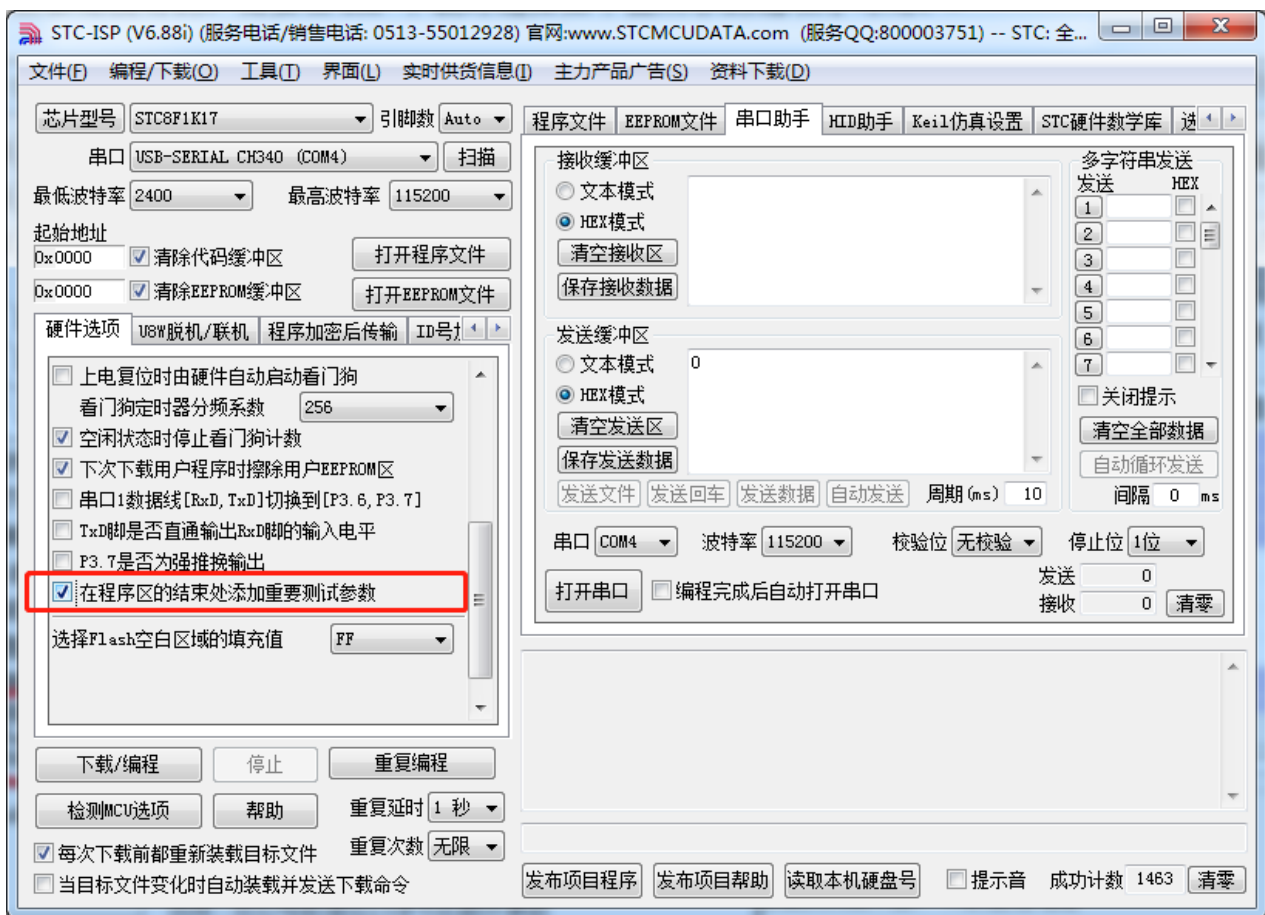 STC-ISP (V6.88i) (服务电话/销售电话: 0513-55012928) 官网:www.STCMCUDATA.com (服务QQ:800003751) -- STC: 全...
文件(F) 编程/下载(O) 工具(T) 界面(L) 实时供货信息(I) 主力产品广告(S) 资料下载(D)
芯片型号 STC8F1K17 引脚数 Auto
串口 USB-SERIAL CH340 (COM4) 扫描
最低波特率 2400 最高波特率 115200
起始地址
0x0000 清除代码缓冲区 打开程序文件
0x0000 清除EEPROM缓冲区 打开EEPROM文件
硬件选项 U8W脱机/联机 程序加密后传输 ID号
上电复位时由硬件自动启动看门狗
看门狗定时器分频系数 256
空闲状态时停止看门狗计数
下次下载用户程序时擦除用户EEPROM区
串口1数据线[RxD,TxD]切换到[P3.6,P3.7]
TxD脚是否直通输出RxD脚的输入电平
P3.7是否为强推挽输出
在程序区的结束处添加重要测试参数
选择Flash空白区域的填充值 FF
下载/编程 停止 重复编程
检测MCU选项 帮助 重复延时 1 秒
每次下载前都重新装载目标文件 重复次数 无限
当目标文件变化时自动装载并发送下载命令
程序文件 EEPROM文件 串口助手 HID助手 Keil仿真设置 STC硬件数学库
接收缓冲区
文本模式
HEX模式
清空接收区
保存接收数据
多字符串发送
发送 HEX
1
2
3
4
5
6
7
发送缓冲区
文本模式 0
HEX模式
清空发送区
保存发送数据
关闭提示
清空全部数据
自动循环发送
发送文件 发送回车 发送数据 自动发送 周期(ms) 10
间隔 0 ms
串口 COM4 波特率 115200 校验位 无校验 停止位 1位
打开串口 编程完成后自动打开串口
发送 0
接收 0 清零
发布项目程序 发布项目帮助 读取本机硬盘号 提示音 成功计数 1463 清零